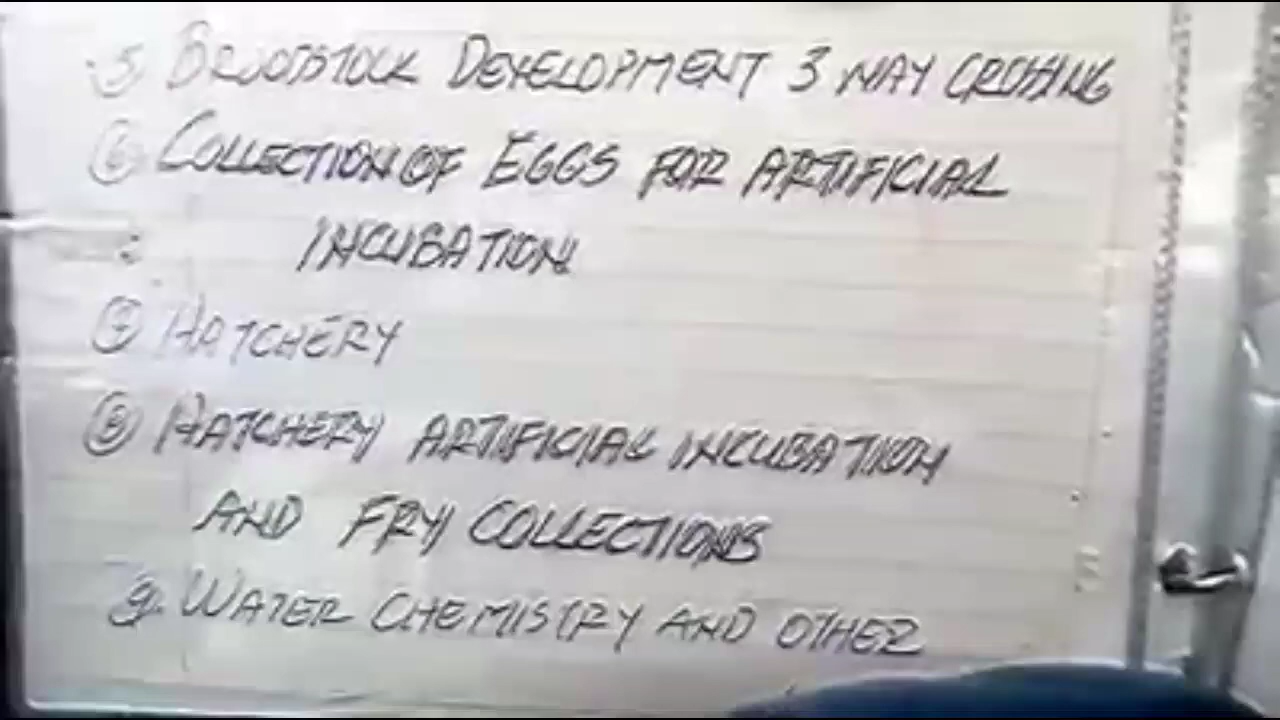 5 BROODSTOCK DEVELOPMENT 3 WAY CROSSING
6 COLLECTION OF EGGS FOR ARTIFICIAL
INCUBATION
7 HATCHERY
8 HATCHERY ARTIFICIAL INCUBATION
AND FRY COLLECTIONS
9. WATER CHEMISTRY AND OTHER